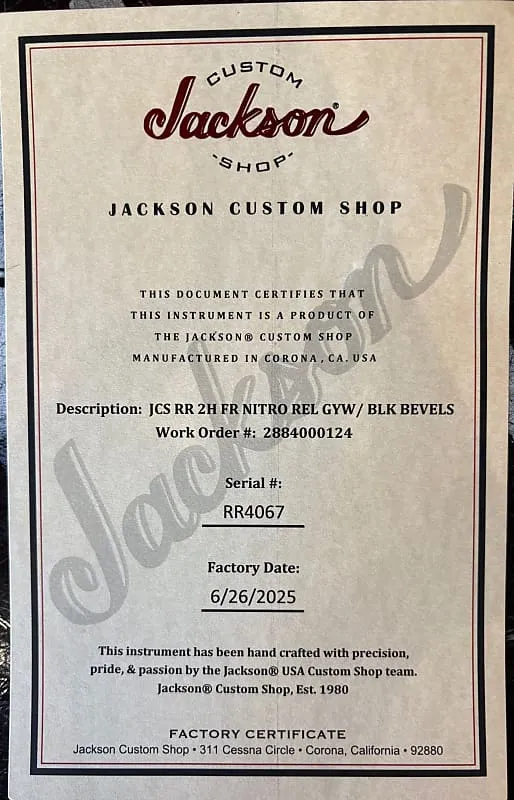 CUSTOM
Jackson®
-SHOP-
JACKSON CUSTOM SHOP
THIS DOCUMENT CERTIFIES THAT
THIS INSTRUMENT IS A PRODUCT OF
THE JACKSON® CUSTOM SHOP
MANUFACTURED IN CORONA, CA. USA
Jackson
Description: JCS RR 2H FR NITRO REL GYW/ BLK BEVELS
Work Order #: 2884000124
Serial #:
RR4067
Factory Date:
6/26/2025
This instrument has been hand crafted with precision,
pride, & passion by the Jackson® USA Custom Shop team.
Jackson® Custom Shop, Est. 1980
FACTORY CERTIFICATE
Jackson Custom Shop • 311 Cessna Circle • Corona, California • 92880